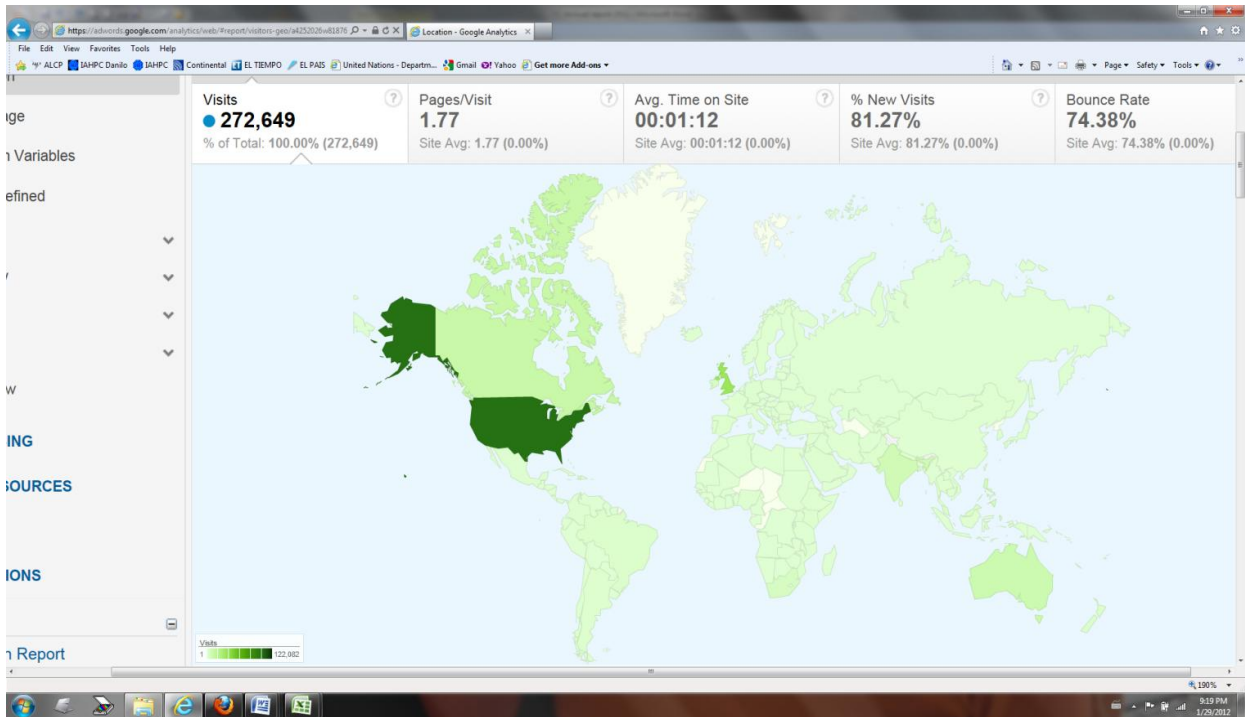 https://adwords.google.com/analytics/web/#report/visitors-geo/a4252026w81876
Location - Google Analytics
File Edit View Favorites Tools Help
ALCP IAHPC Danilo IAHPC Continental EL TIEMPO EL PAIS United Nations - Departm... Gmail Yahoo Get more Add-ons
Page Safety Tools
Visits
272,649
% of Total: 100.00% (272,649)
Pages/Visit
1.77
Site Avg: 1.77 (0.00%)
Avg. Time on Site
00:01:12
Site Avg: 00:01:12 (0.00%)
% New Visits
81.27%
Site Avg: 81.27% (0.00%)
Bounce Rate
74.38%
Site Avg: 74.38% (0.00%)
age
n Variables
efined
w
ING
SOURCES
IONS
n Report
Visits
1 122,082
190%
9:19 PM
1/29/2012